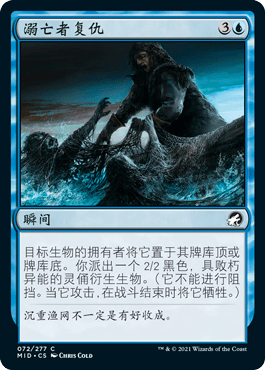 溺亡者复仇 3
瞬间
目标生物的拥有者将它置于其牌库顶或
牌库底。你派出一个 2/2 黑色，具败朽
异能的灵俑衍生生物。（它不能进行阻
挡。当它攻击，在战斗结束时将它牺牲。）
沉重渔网不一定是有好收成。
072/277 C
MID • CS CHRIS COLD
™ & © 2021 Wizards of the Coast